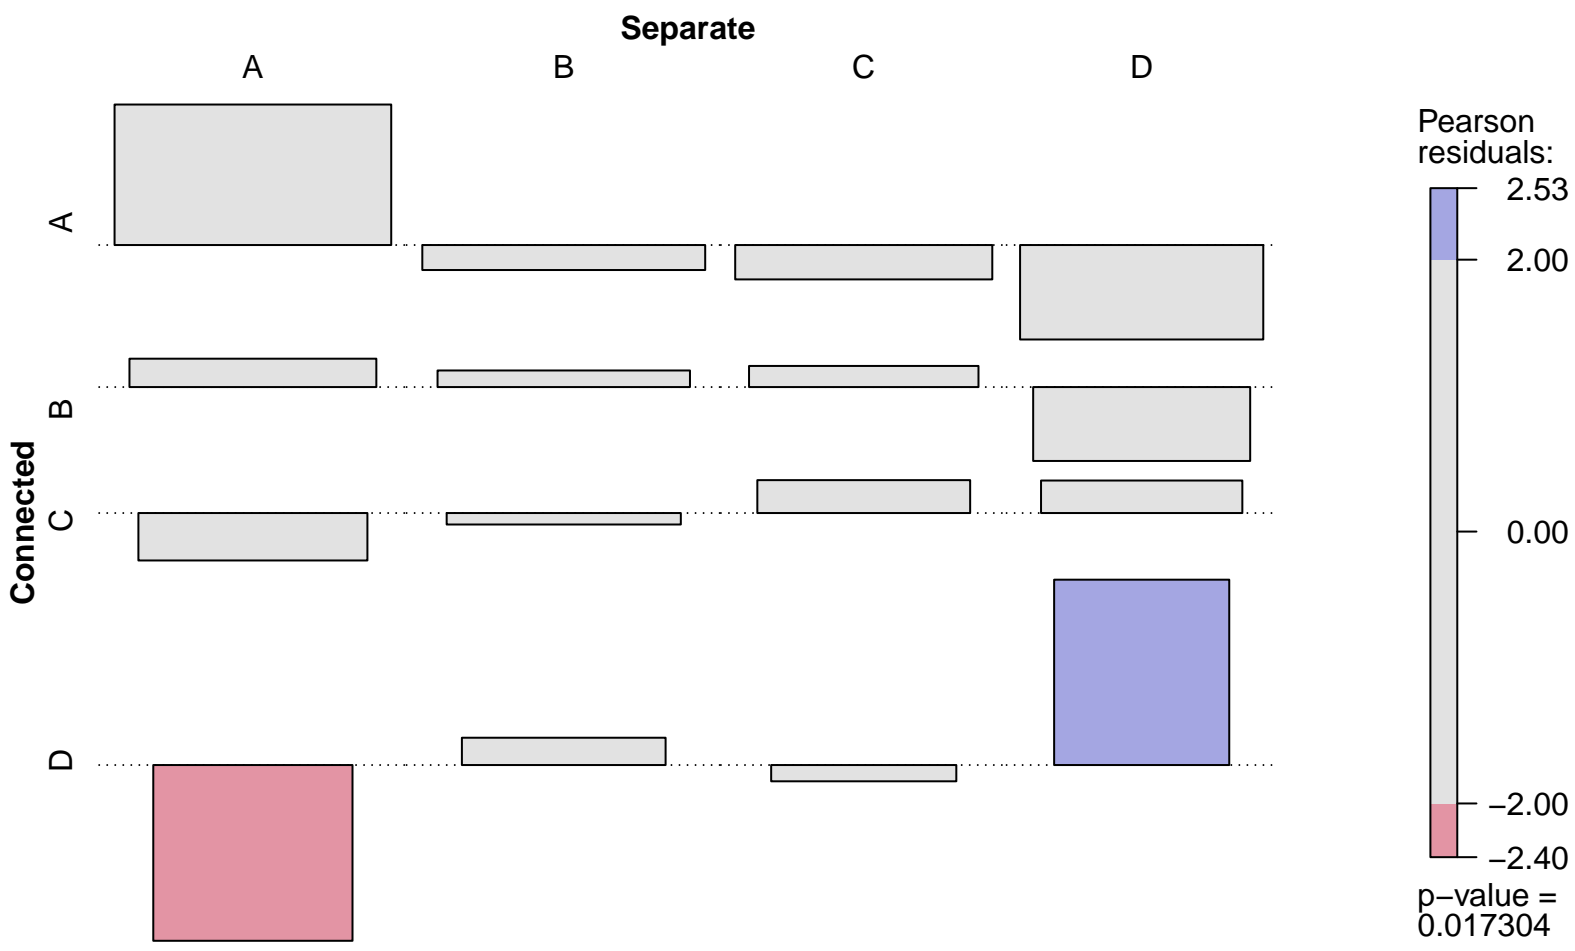 Separate
A
B
C
D
Connected
A
B
C
D
Pearson
residuals:
2.53
2.00
0.00
−2.00
−2.40
p−value =
0.017304